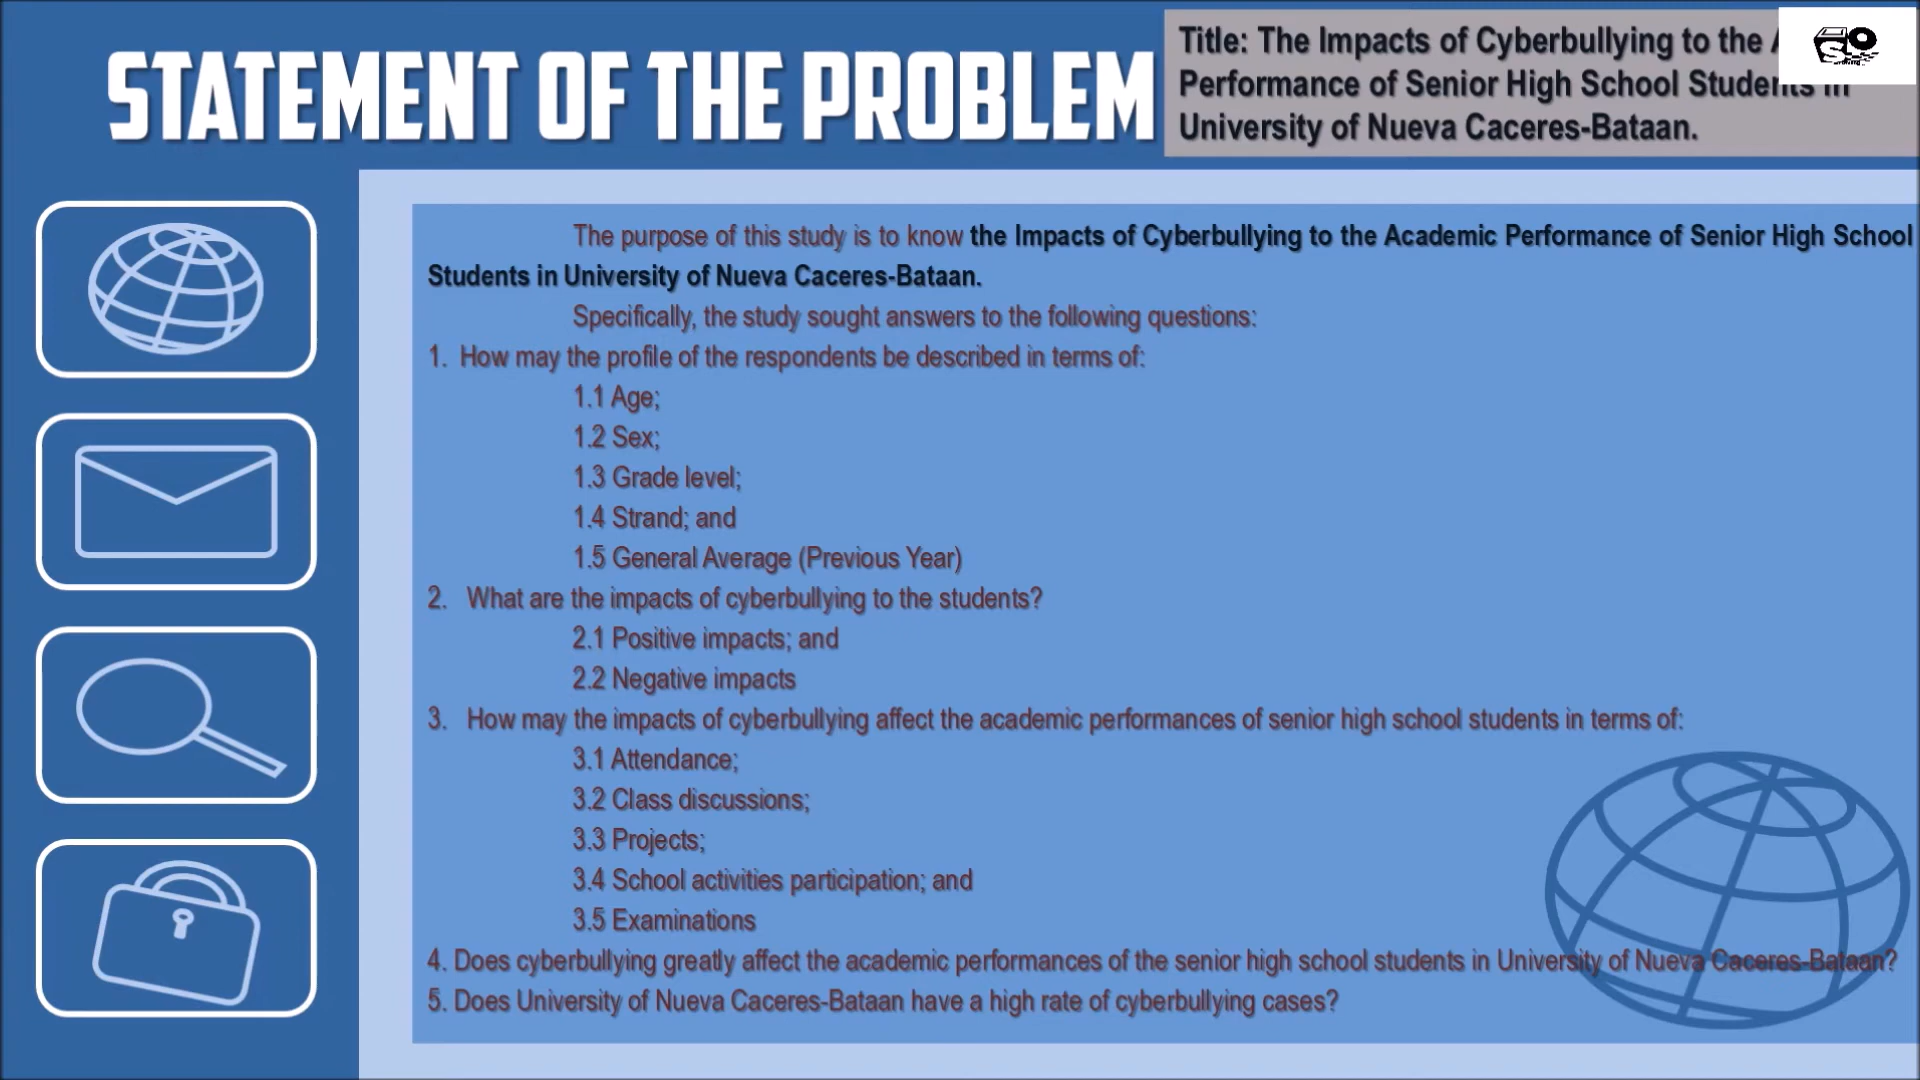 STATEMENT OF THE PROBLEM
Title: The Impacts of Cyberbullying to the
Performance of Senior High School Students in
University of Nueva Caceres-Bataan.
The purpose of this study is to know the Impacts of Cyberbullying to the Academic Performance of Senior High School
Students in University of Nueva Caceres-Bataan.
Specifically, the study sought answers to the following questions:
1. How may the profile of the respondents be described in terms of:
1.1 Age;
1.2 Sex;
1.3 Grade level;
1.4 Strand; and
1.5 General Average (Previous Year)
2. What are the impacts of cyberbullying to the students?
2.1 Positive impacts; and
2.2 Negative impacts
3. How may the impacts of cyberbullying affect the academic performances of senior high school students in terms of:
3.1 Attendance;
3.2 Class discussions;
3.3 Projects;
3.4 School activities participation; and
3.5 Examinations
4. Does cyberbullying greatly affect the academic performances of the senior high school students in University of Nueva Caceres-Bataan?
5. Does University of Nueva Caceres-Bataan have a high rate of cyberbullying cases?